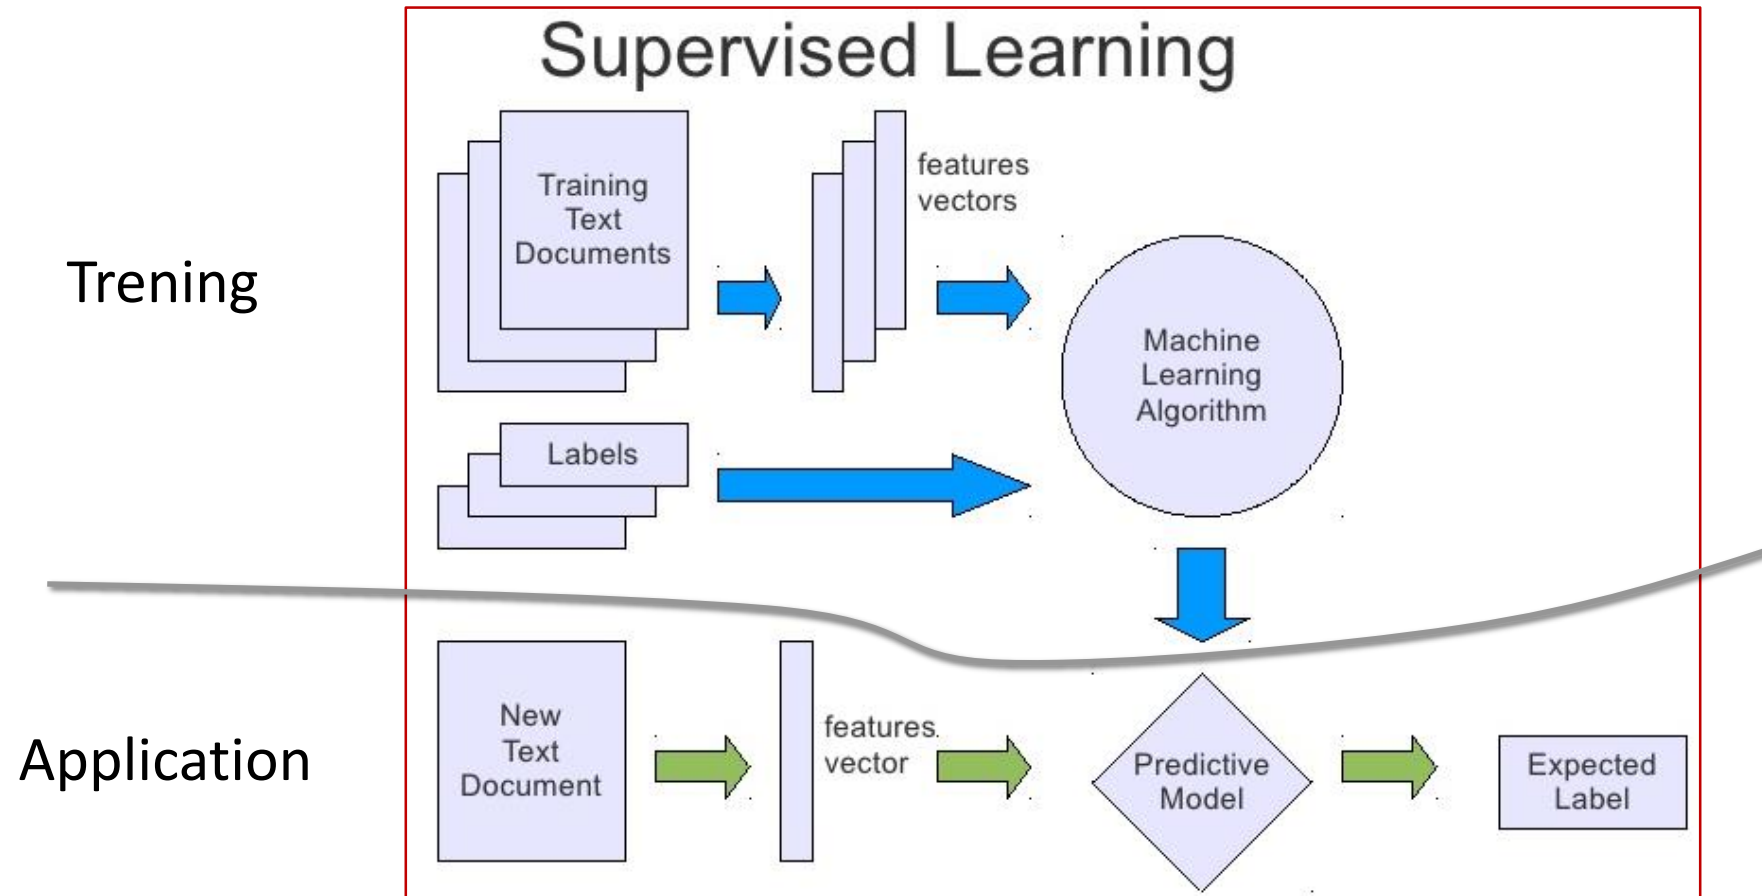 Supervised Learning
Training
Text
Documents
features
vectors
Trening
Machine
Learning
Algorithm
Labels
New
Text
Document
features
vector
Application
Predictive
Model
Expected
Label